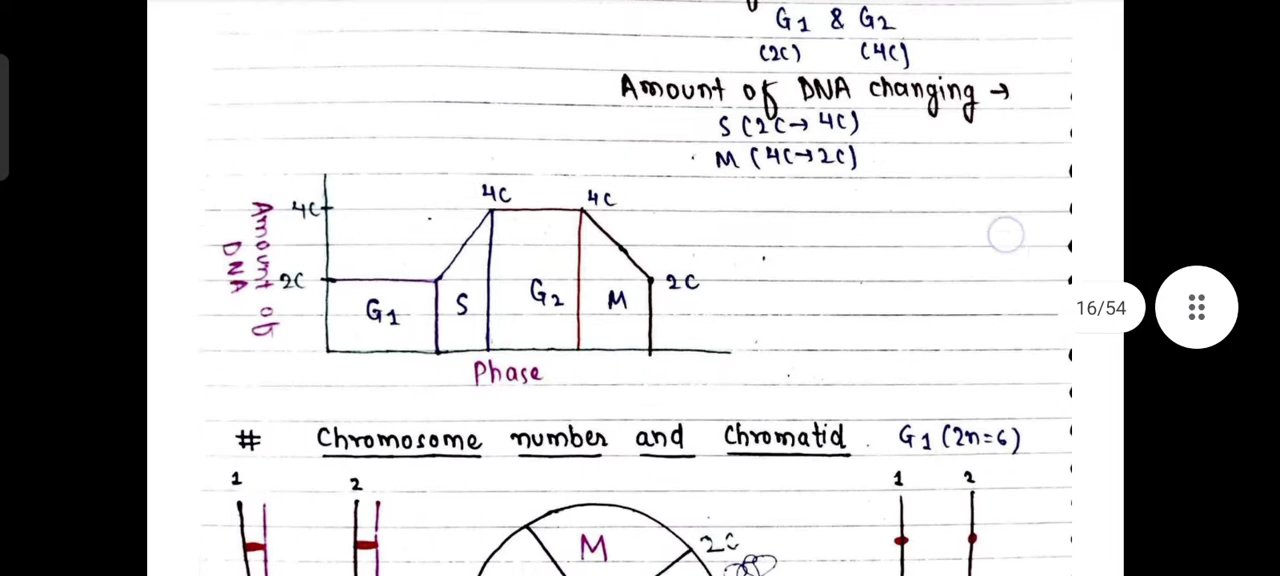 G1 & G2
(2C) (4C)
Amount of DNA changing →
S (2C → 4C)
M (4C → 2C)
4C
4C
4C
2C
2C
Amount of
DNA
G1
S
G2
M
Phase
# Chromosome number and Chromatid G1 (2n=6)
1
2
1
2
M
2C
16/54